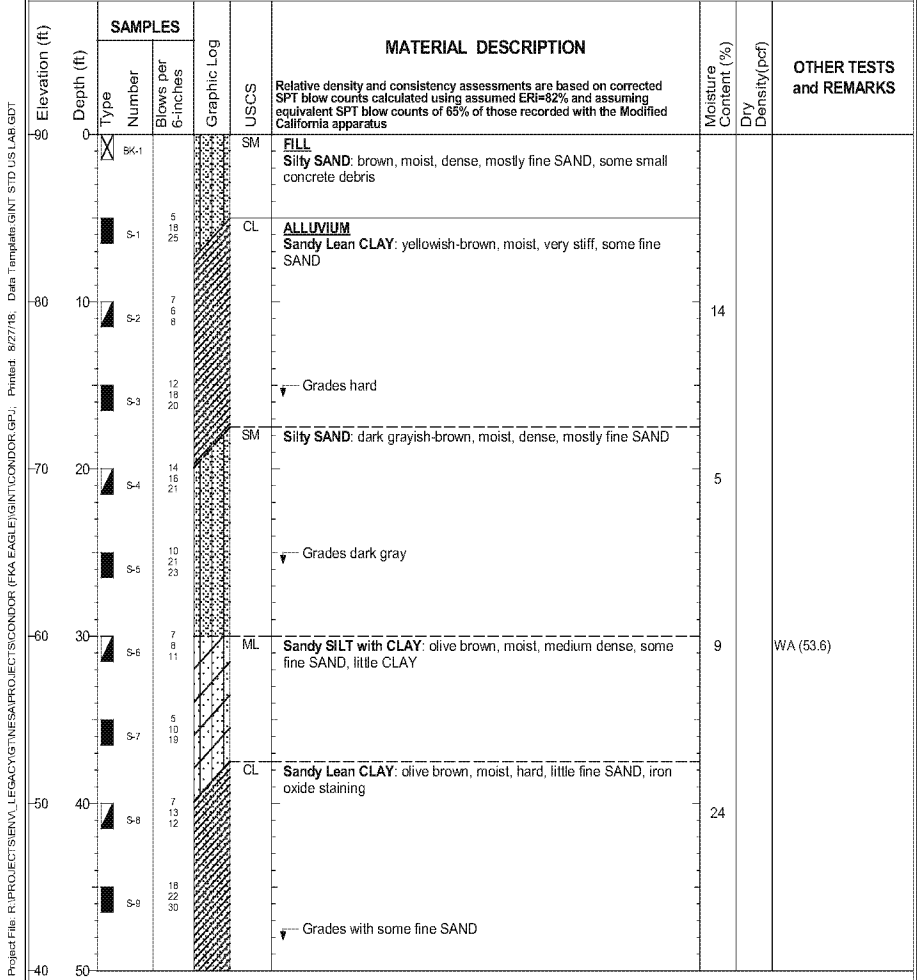 SAMPLES
Elevation (ft)
Depth (ft)
Type
Number
Blows per
6-inches
Graphic Log
USCS
MATERIAL DESCRIPTION
Relative density and consistency assessments are based on corrected
SPT blow counts calculated using assumed ERi=82% and assuming
equivalent SPT blow counts of 65% of those recorded with the Modified
California apparatus
Moisture
Content (%)
Dry
Density(pcf)
OTHER TESTS
and REMARKS
90 0
BK-1
SM FILL
Silty SAND: brown, moist, dense, mostly fine SAND, some small
concrete debris
S-1
5
18
25
CL ALLUVIUM
Sandy Lean CLAY: yellowish-brown, moist, very stiff, some fine
SAND
80 10
S-2
7
6
8
14
S-3
12
18
20
Grades hard
SM Silty SAND: dark grayish-brown, moist, dense, mostly fine SAND
70 20
S-4
14
16
21
5
S-5
10
21
23
Grades dark gray
60 30
S-6
7
8
11
ML Sandy SILT with CLAY: olive brown, moist, medium dense, some
fine SAND, little CLAY
9
WA (53.6)
S-7
5
10
19
CL Sandy Lean CLAY: olive brown, moist, hard, little fine SAND, iron
oxide staining
50 40
S-8
7
13
12
24
S-9
18
22
30
Grades with some fine SAND
40 50
Project File: R:\PROJECTS\ENV\_LEGACY\GT\NESA\PROJECTS\CONDOR (FKA EAGLE)\GINT\CONDOR.GPJ; Printed: 8/27/18; Data Template:GINT STD US LAB.GDT